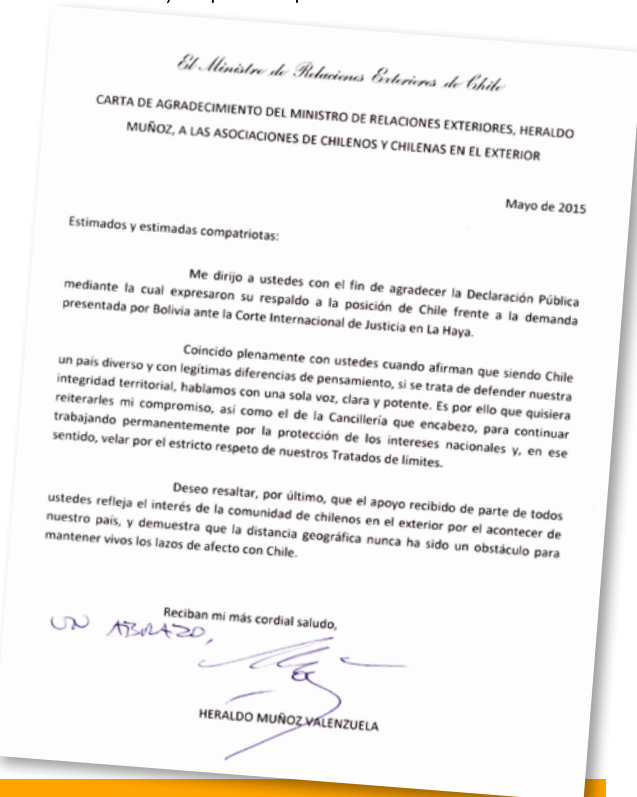 El Ministro de Relaciones Exteriores de Chile
CARTA DE AGRADECIMIENTO DEL MINISTRO DE RELACIONES EXTERIORES, HERALDO
MUÑOZ, A LAS ASOCIACIONES DE CHILENOS Y CHILENAS EN EL EXTERIOR
Mayo de 2015
Estimados y estimadas compatriotas:
Me dirijo a ustedes con el fin de agradecer la Declaración Pública
mediante la cual expresaron su respaldo a la posición de Chile frente a la demanda
presentada por Bolivia ante la Corte Internacional de Justicia en La Haya.
Coincido plenamente con ustedes cuando afirman que siendo Chile
un país diverso y con legítimas diferencias de pensamiento, si se trata de defender nuestra
integridad territorial, hablamos con una sola voz, clara y potente. Es por ello que quisiera
reiterarles mi compromiso, así como el de la Cancillería que encabezo, para continuar
trabajando permanentemente por la protección de los intereses nacionales y, en ese
sentido, velar por el estricto respeto de nuestros Tratados de límites.
Deseo resaltar, por último, que el apoyo recibido de parte de todos
ustedes refleja el interés de la comunidad de chilenos en el exterior por el acontecer de
nuestro país, y demuestra que la distancia geográfica nunca ha sido un obstáculo para
mantener vivos los lazos de afecto con Chile.
Reciban mi más cordial saludo,
UN ABRAZO,
HERALDO MUÑOZ VALENZUELA